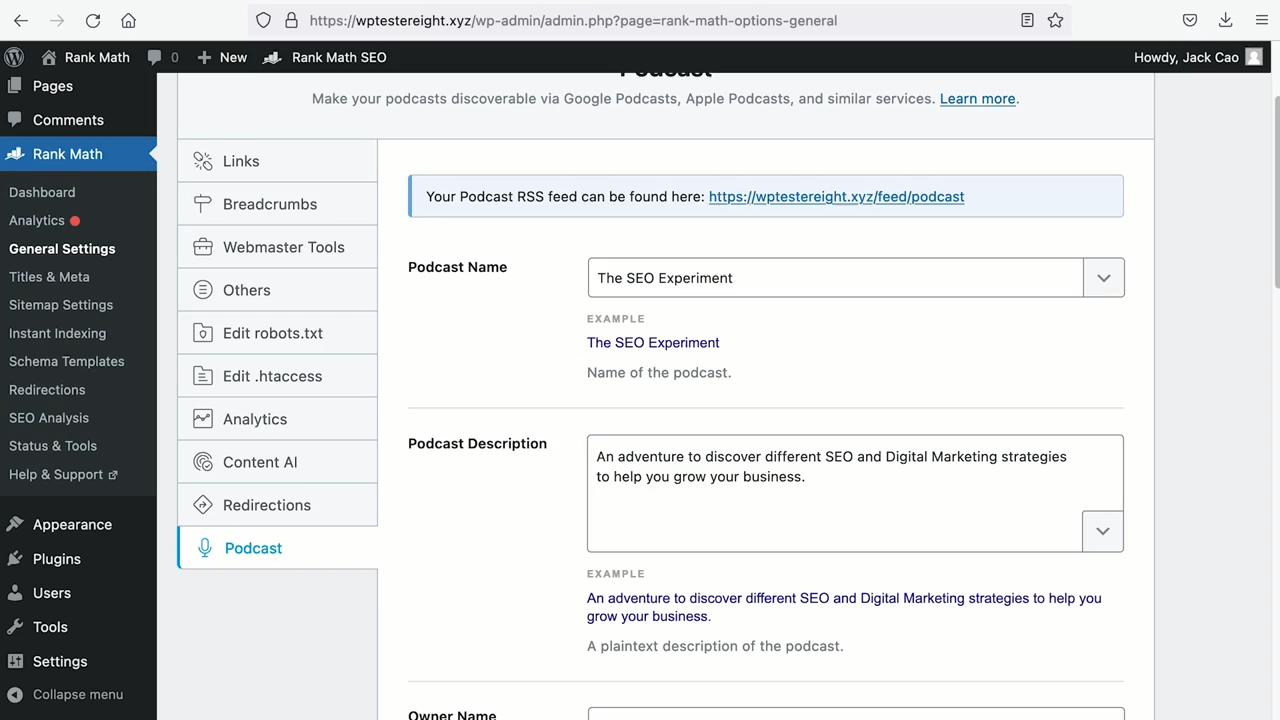 https://wptestereight.xyz/wp-admin/admin.php?page=rank-math-options-general
Rank Math
0
New
Rank Math SEO
Howdy, Jack Cao
Pages
Comments
Rank Math
Dashboard
Analytics
General Settings
Titles & Meta
Sitemap Settings
Instant Indexing
Schema Templates
Redirections
SEO Analysis
Status & Tools
Help & Support
Appearance
Plugins
Users
Tools
Settings
Collapse menu
Podcast
Make your podcasts discoverable via Google Podcasts, Apple Podcasts, and similar services. Learn more.
Links
Breadcrumbs
Webmaster Tools
Others
Edit robots.txt
Edit .htaccess
Analytics
Content AI
Redirections
Podcast
Your Podcast RSS feed can be found here: https://wptestereight.xyz/feed/podcast
Podcast Name
The SEO Experiment
EXAMPLE
The SEO Experiment
Name of the podcast.
Podcast Description
An adventure to discover different SEO and Digital Marketing strategies
to help you grow your business.
EXAMPLE
An adventure to discover different SEO and Digital Marketing strategies to help you
grow your business.
A plaintext description of the podcast.
Owner Name